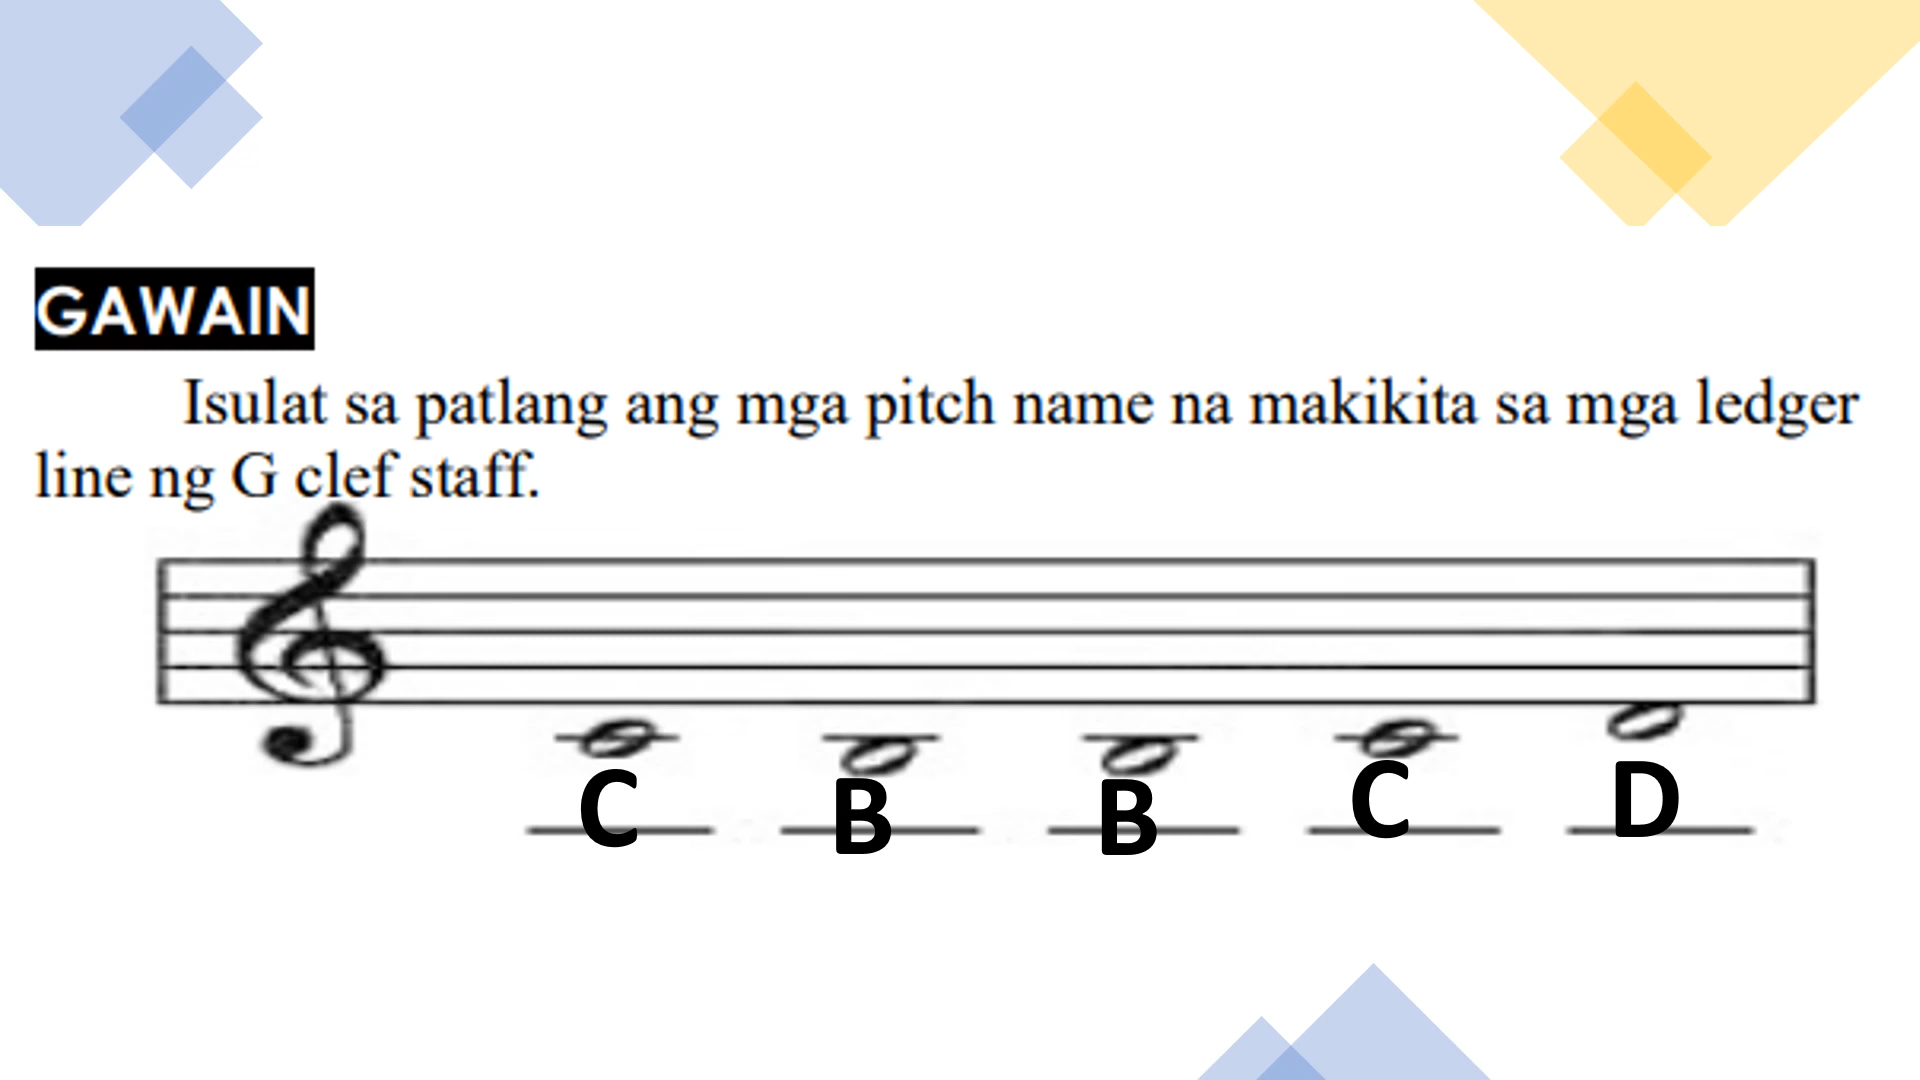 GAWAIN
Isulat sa patlang ang mga pitch name na makikita sa mga ledger
line ng G clef staff.
C B B C D